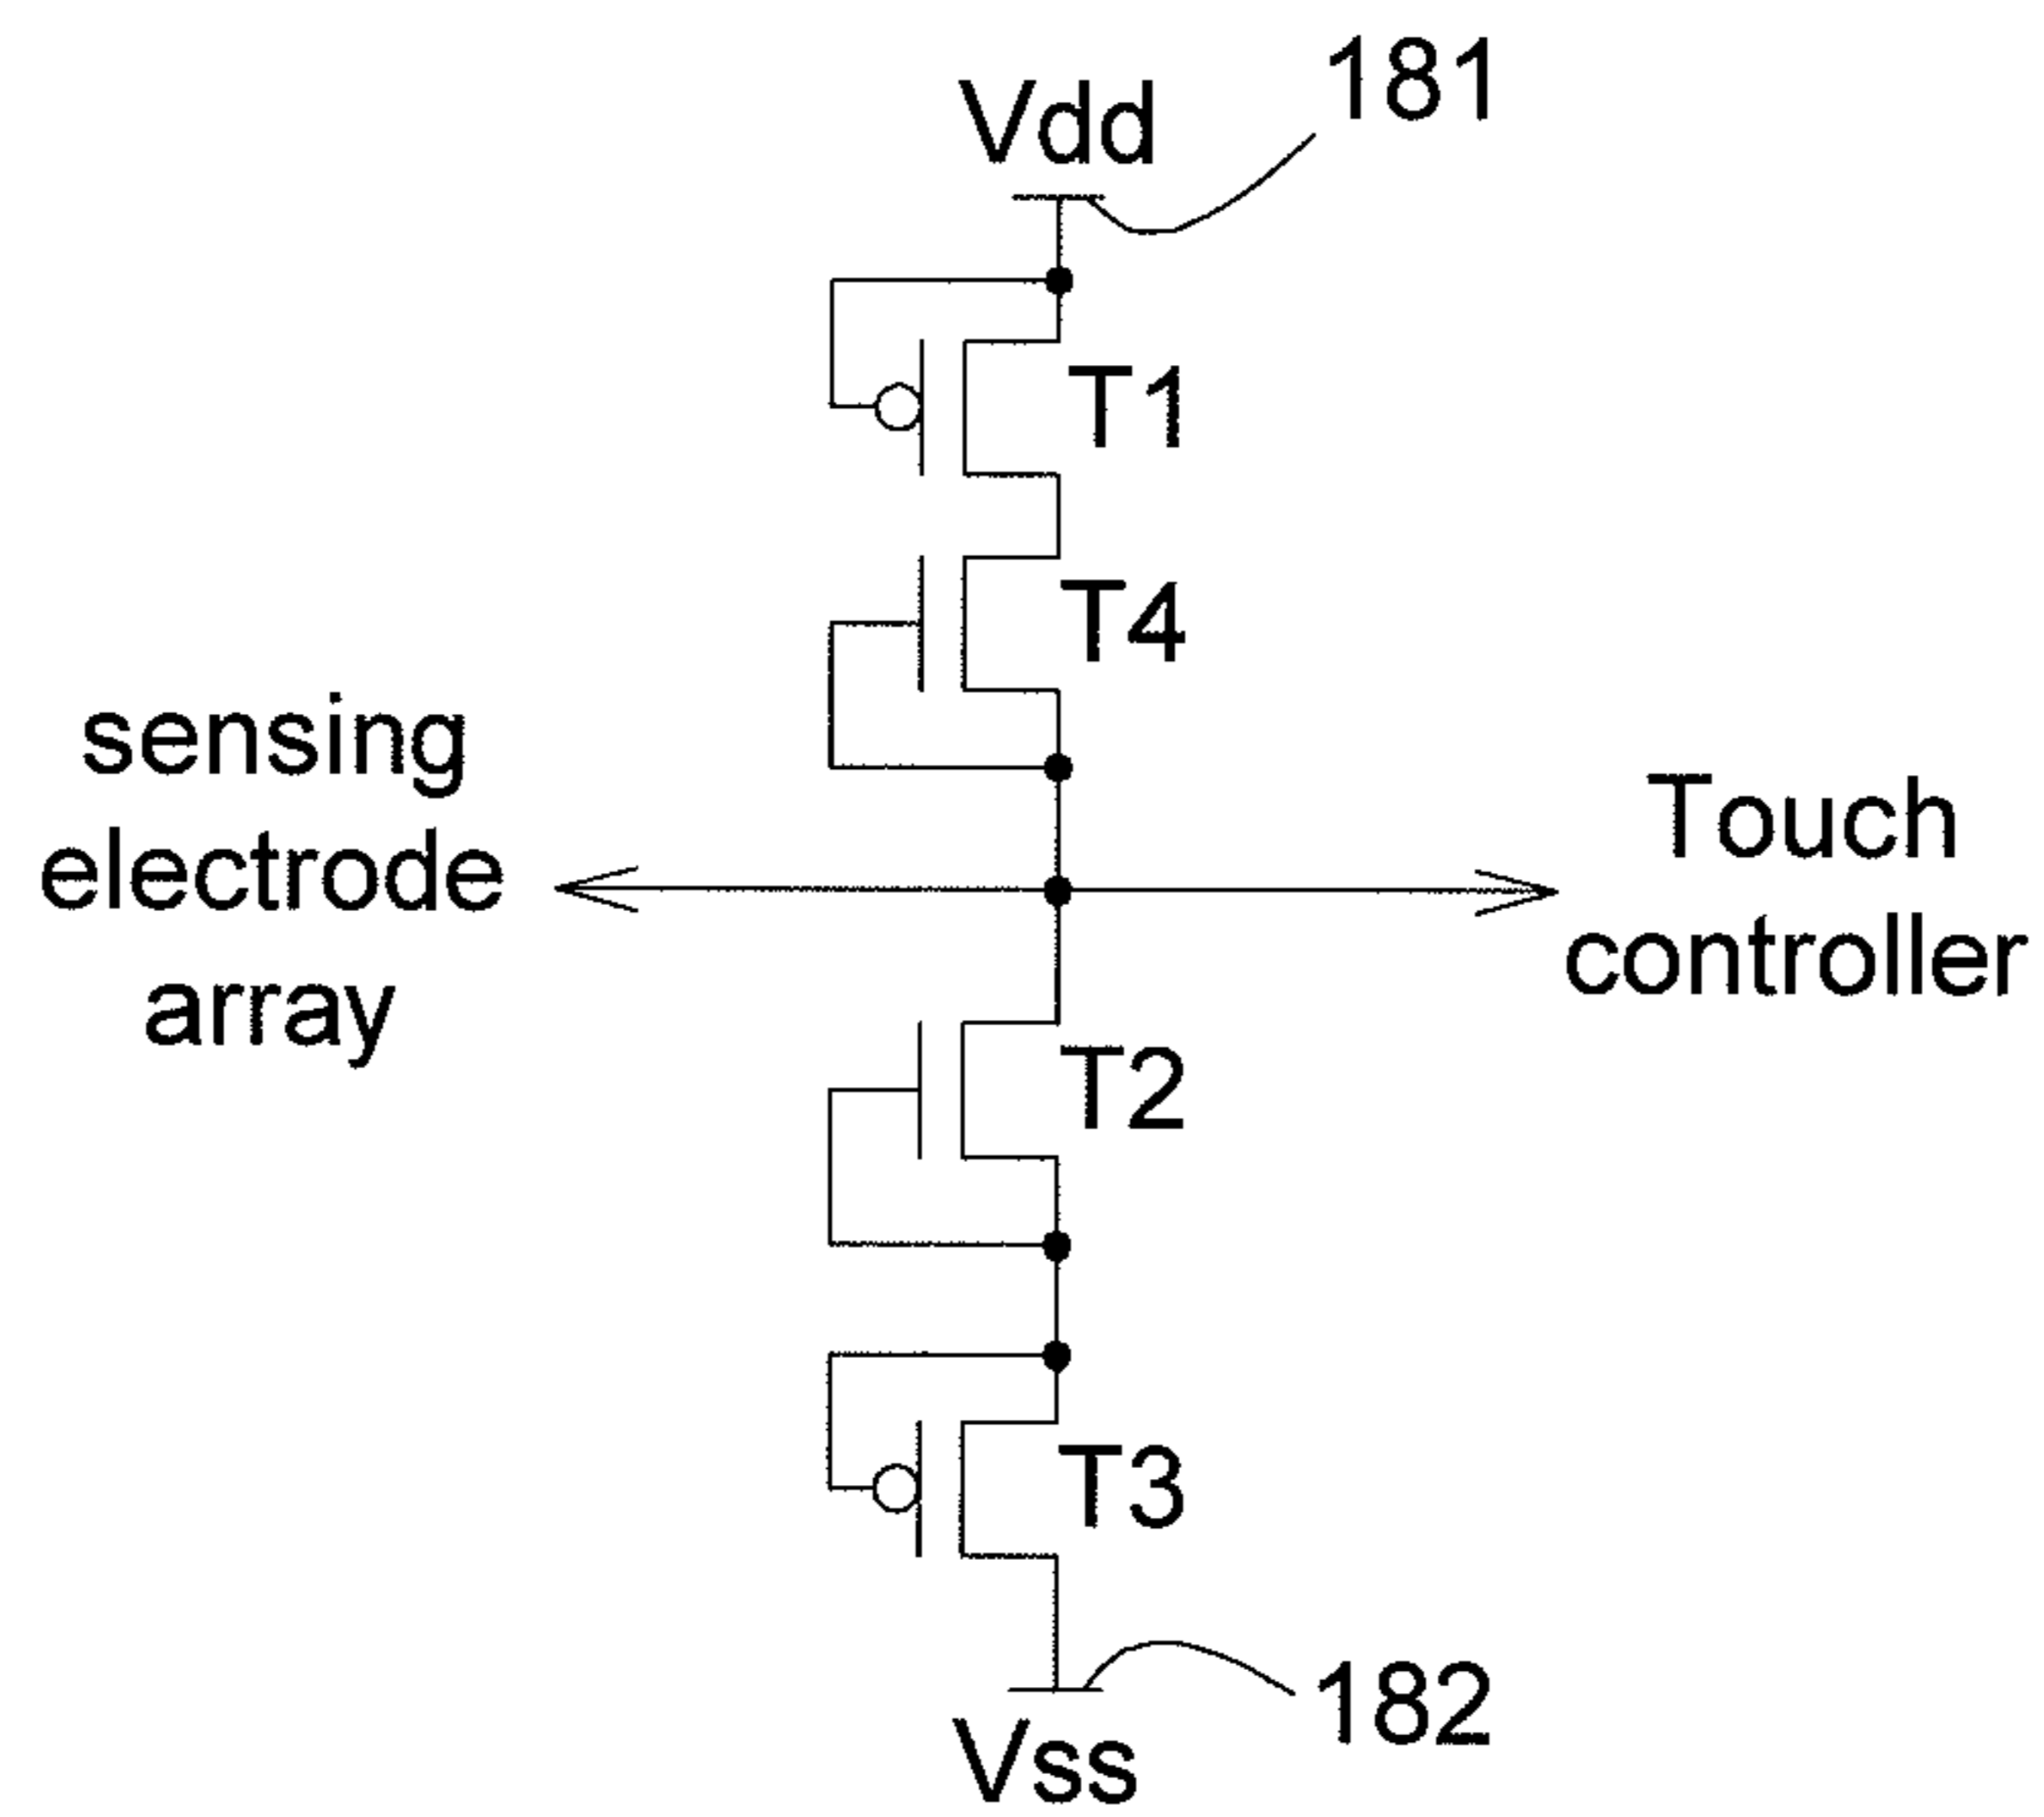 181
Vdd
T1
T4
sensing
electrode
array
Touch
controller
T2
T3
182
Vss